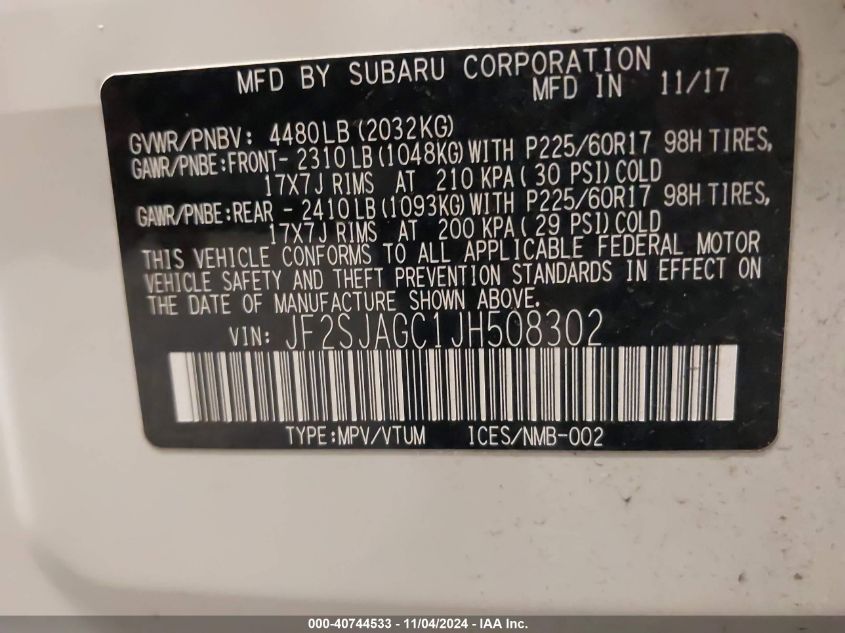 MFD BY SUBARU CORPORATION
MFD IN 11/17
GVWR/PNBV: 4480LB(2032KG)
GAWR/PNBE:FRONT- 2310LB(1048KG)WITH P225/60R17 98H TIRES,
17X7J RIMS AT 210 KPA( 30 PSI)COLD
GAWR/PNBE:REAR - 2410LB(1093KG)WITH P225/60R17 98H TIRES,
17X7J RIMS AT 200 KPA( 29 PSI)COLD
THIS VEHICLE CONFORMS TO ALL APPLICABLE FEDERAL MOTOR
VEHICLE SAFETY AND THEFT PREVENTION STANDARDS IN EFFECT ON
THE DATE OF MANUFACTURE SHOWN ABOVE.
VIN: JF2SJAGC1JH508302
TYPE:MPV/VTUM ICES/NMB-002
000-40744533 - 11/04/2024 - IAA Inc.